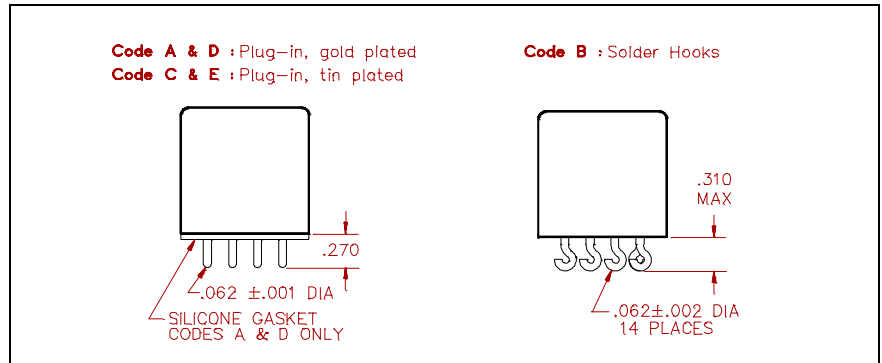 Code A & D : Plug-in, gold plated
Code C & E : Plug-in, tin plated
Code B : Solder Hooks
.310
MAX
.270
.062 ±.001 DIA
SILICONE GASKET
CODES A & D ONLY
.062±.002 DIA
14 PLACES